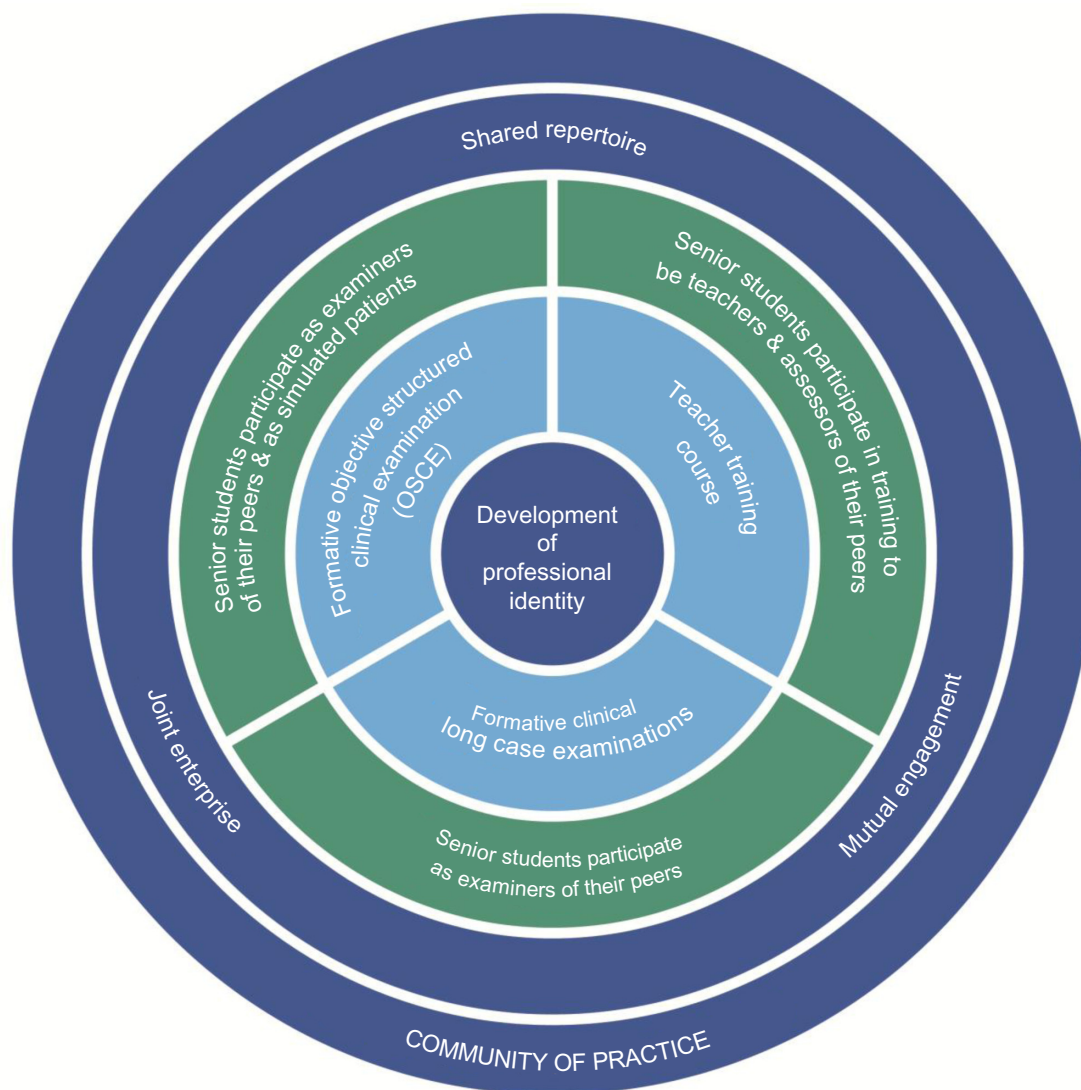 Shared repertoire
Senior students participate as examiners
of their peers & as simulated patients
Senior students participate in training to
be teachers & assessors of their peers
Formative objective structured
clinical examination
(OSCE)
Teacher training
course
Development
of
professional
identity
Formative clinical
long case examinations
Joint enterprise
Mutual engagement
Senior students participate
as examiners of their peers
COMMUNITY OF PRACTICE